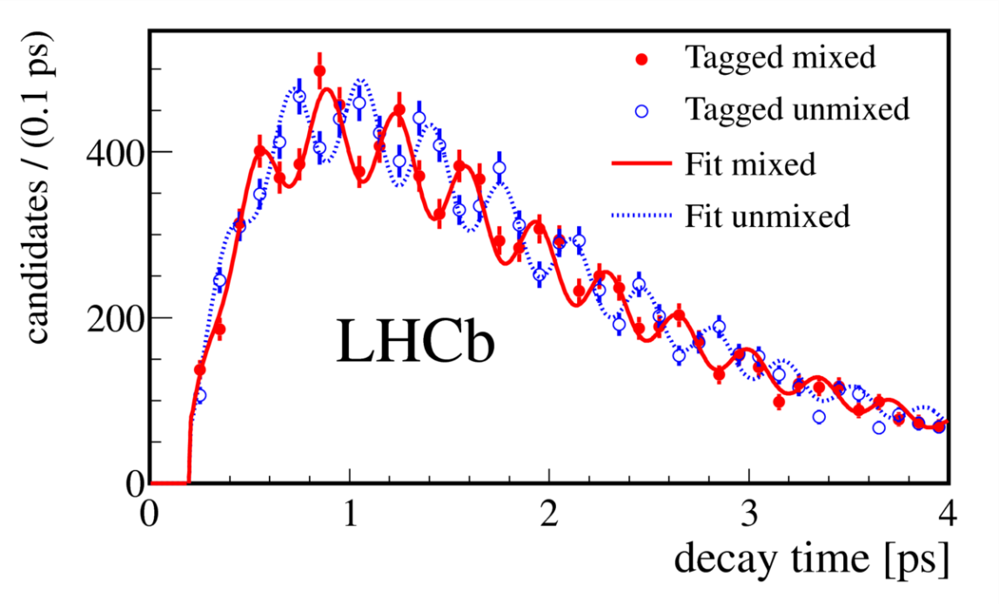 candidates / (0.1 ps)
400
200
0
Tagged mixed
Tagged unmixed
Fit mixed
Fit unmixed
LHCb
0 1 2 3 4
decay time [ps]